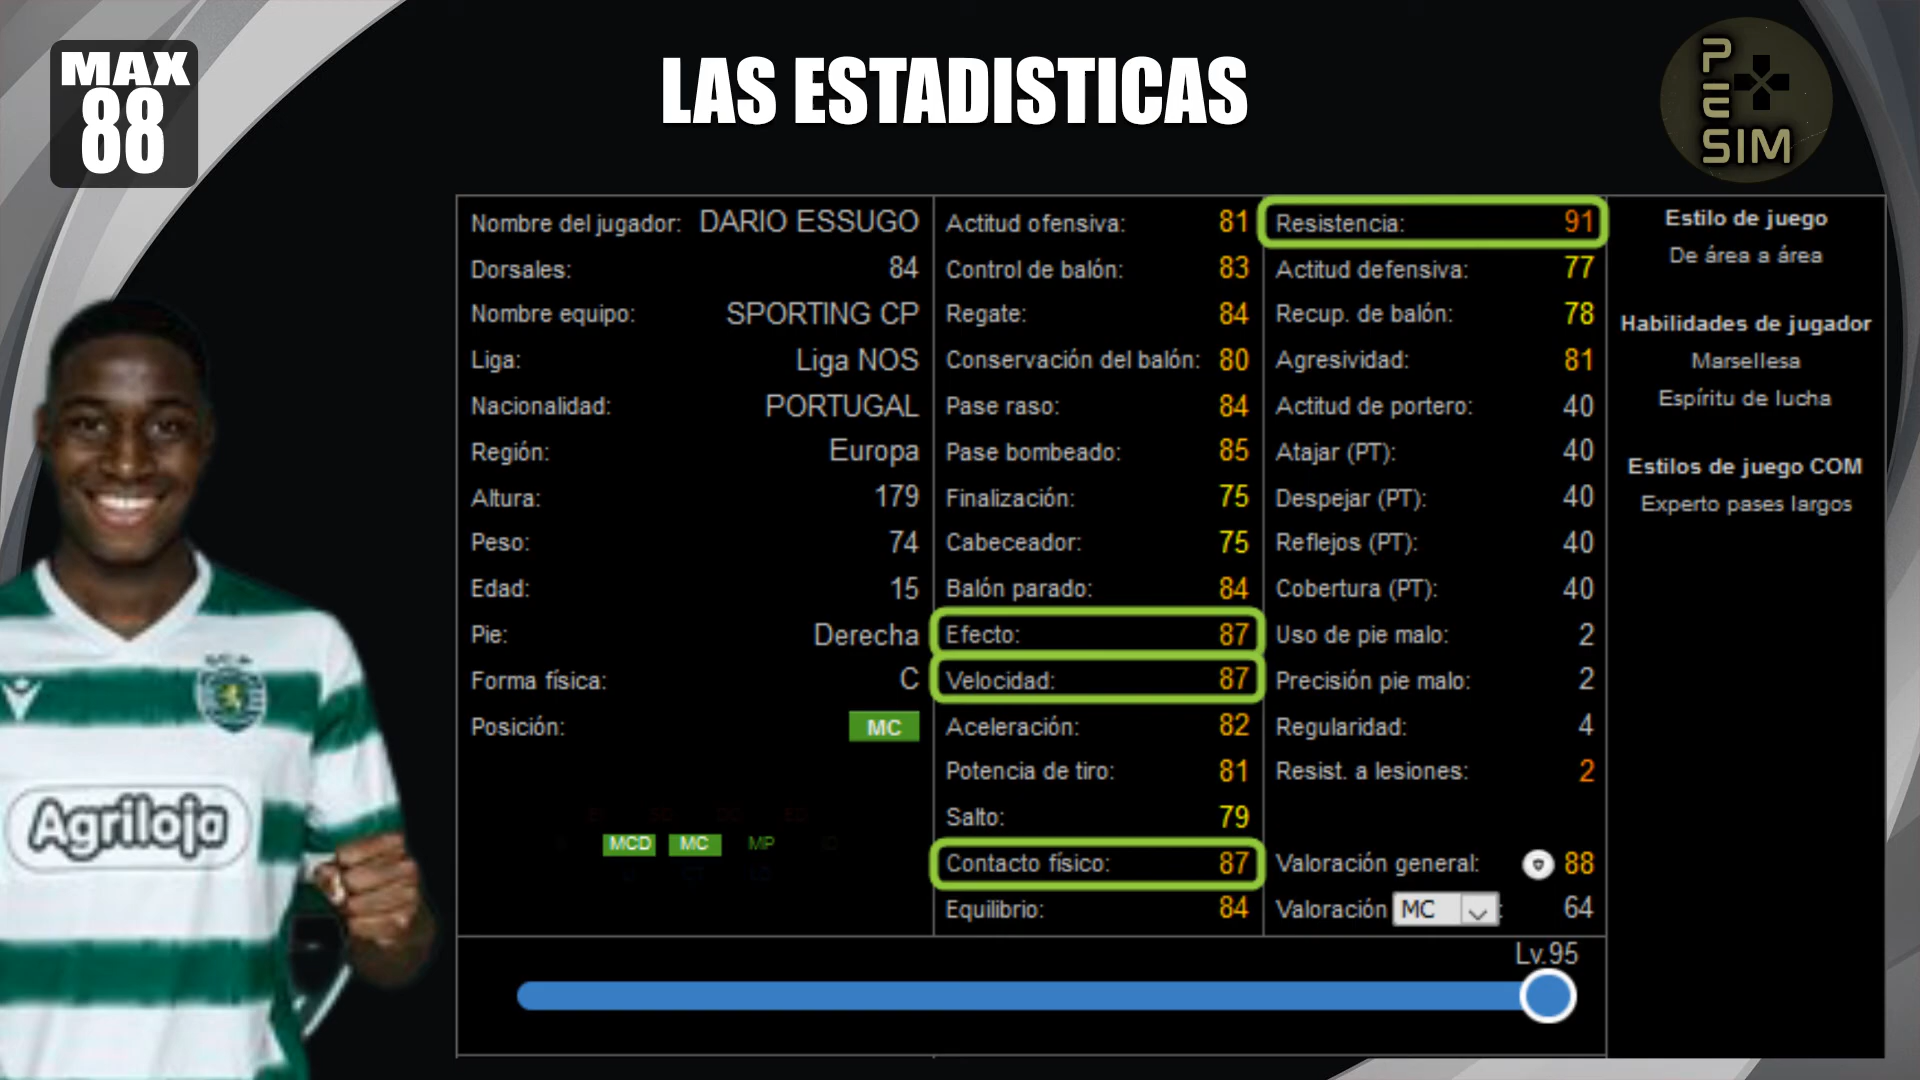 MAX
88
LAS ESTADISTICAS
PES
SIM
Nombre del jugador: DARIO ESSUGO
Dorsales: 84
Nombre equipo: SPORTING CP
Liga: Liga NOS
Nacionalidad: PORTUGAL
Región: Europa
Altura: 179
Peso: 74
Edad: 15
Pie: Derecha
Forma física: C
Posición: MC
MCD MC MP
Actitud ofensiva: 81
Control de balón: 83
Regate: 84
Conservación del balón: 80
Pase raso: 84
Pase bombeado: 85
Finalización: 75
Cabeceador: 75
Balón parado: 84
Efecto: 87
Velocidad: 87
Aceleración: 82
Potencia de tiro: 81
Salto: 79
Contacto físico: 87
Equilibrio: 84
Resistencia: 91
Actitud defensiva: 77
Recup. de balón: 78
Agresividad: 81
Actitud de portero: 40
Atajar (PT): 40
Despejar (PT): 40
Reflejos (PT): 40
Cobertura (PT): 40
Uso de pie malo: 2
Precisión pie malo: 2
Regularidad: 4
Resist. a lesiones: 2
Valoración general: 88
Valoración MC : 64
Lv.95
Estilo de juego
De área a área
Habilidades de jugador
Marsellesa
Espíritu de lucha
Estilos de juego COM
Experto pases largos
Agriloja